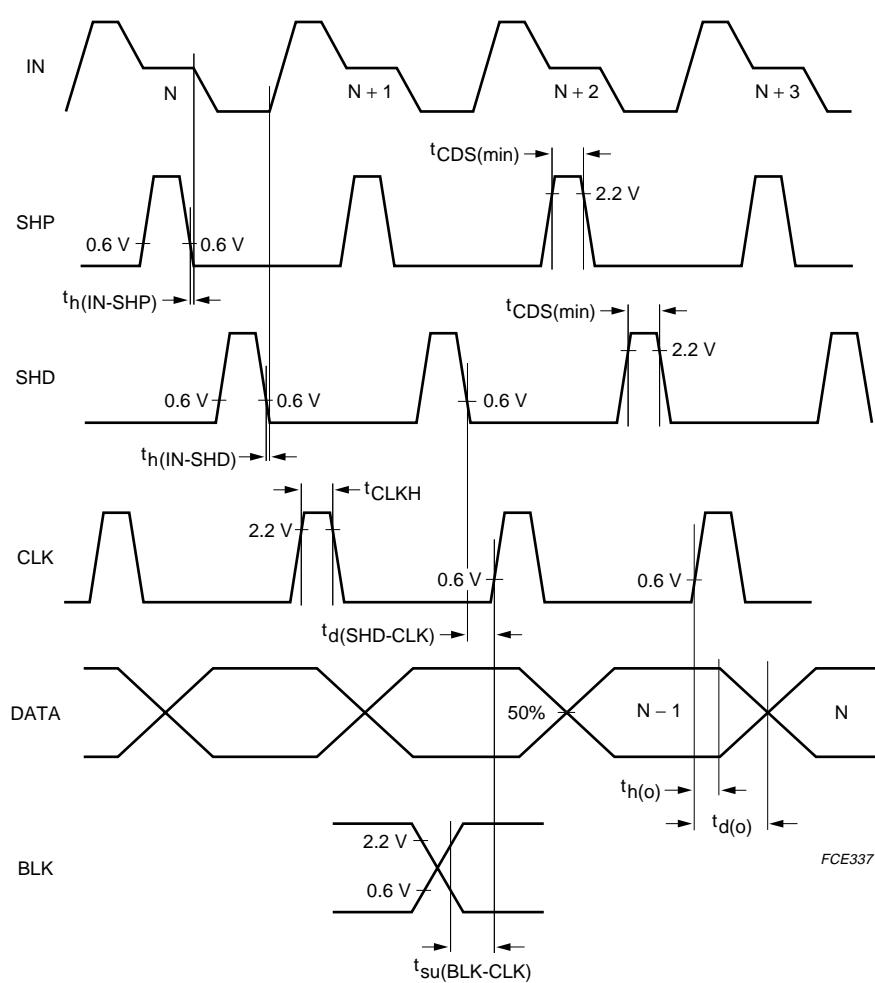 IN
N
N + 1
N + 2
N + 3
tCDS(min)
SHP
2.2 V
0.6 V
0.6 V
th(IN-SHP)
tCDS(min)
SHD
2.2 V
0.6 V
0.6 V
0.6 V
th(IN-SHD)
tCLKH
CLK
2.2 V
0.6 V
0.6 V
td(SHD-CLK)
DATA
50%
N − 1
N
th(o)
td(o)
BLK
2.2 V
0.6 V
FCE337
tsu(BLK-CLK)